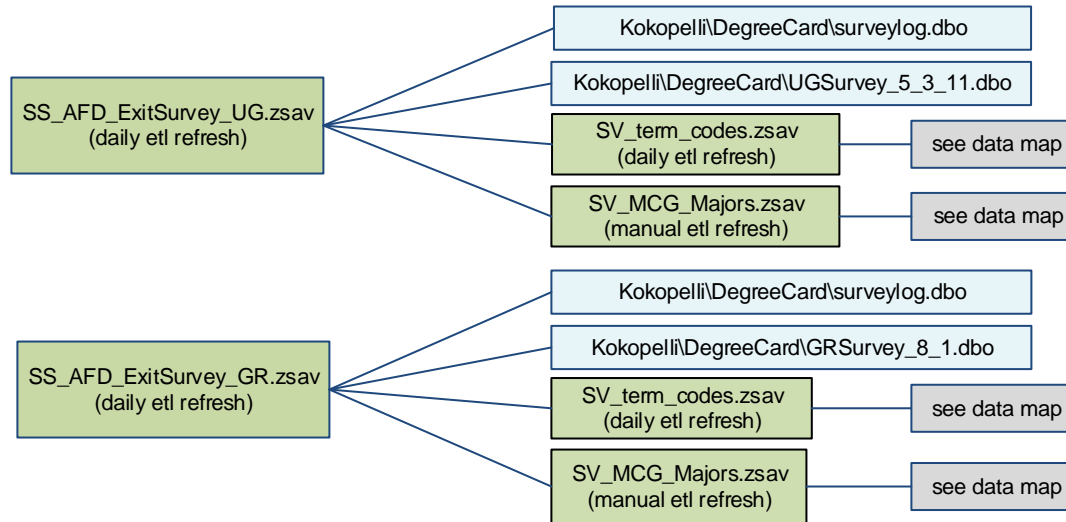 Kokopelli\DegreeCard\surveylog.dbo
Kokopelli\DegreeCard\UGSurvey_5_3_11.dbo
SS_AFD_ExitSurvey_UG.zsav
(daily etl refresh)
SV_term_codes.zsav
(daily etl refresh)
see data map
SV_MCG_Majors.zsav
(manual etl refresh)
see data map
Kokopelli\DegreeCard\surveylog.dbo
Kokopelli\DegreeCard\GRSurvey_8_1.dbo
SS_AFD_ExitSurvey_GR.zsav
(daily etl refresh)
SV_term_codes.zsav
(daily etl refresh)
see data map
SV_MCG_Majors.zsav
(manual etl refresh)
see data map